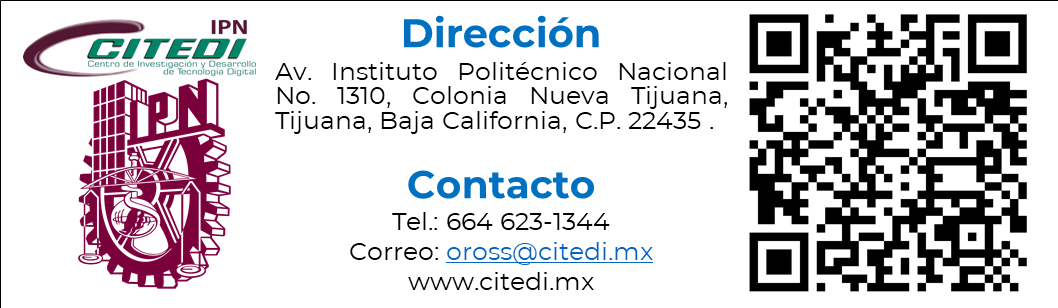 IPN
CITEDI
Centro de Investigación y Desarrollo
de Tecnología Digital
IPN
Dirección
Av. Instituto Politécnico Nacional
No. 1310, Colonia Nueva Tijuana,
Tijuana, Baja California, C.P. 22435 .
Contacto
Tel.: 664 623-1344
Correo: oross@citedi.mx
www.citedi.mx